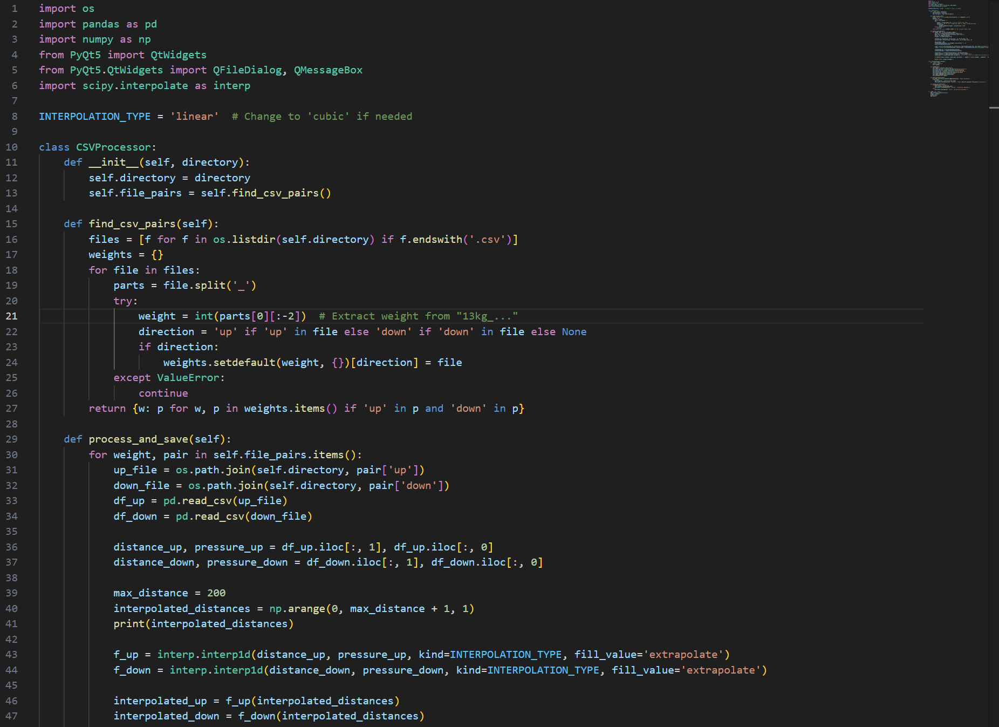 1 import os
2 import pandas as pd
3 import numpy as np
4 from PyQt5 import QtWidgets
5 from PyQt5.QtWidgets import QFileDialog, QMessageBox
6 import scipy.interpolate as interp
7
8 INTERPOLATION_TYPE = 'linear'  # Change to 'cubic' if needed
9
10 class CSVProcessor:
11     def __init__(self, directory):
12         self.directory = directory
13         self.file_pairs = self.find_csv_pairs()
14
15     def find_csv_pairs(self):
16         files = [f for f in os.listdir(self.directory) if f.endswith('.csv')]
17         weights = {}
18         for file in files:
19             parts = file.split('_')
20             try:
21                 weight = int(parts[0][:-2])  # Extract weight from "13kg_..."
22                 direction = 'up' if 'up' in file else 'down' if 'down' in file else None
23                 if direction:
24                     weights.setdefault(weight, {})[direction] = file
25             except ValueError:
26                 continue
27         return {w: p for w, p in weights.items() if 'up' in p and 'down' in p}
28
29     def process_and_save(self):
30         for weight, pair in self.file_pairs.items():
31             up_file = os.path.join(self.directory, pair['up'])
32             down_file = os.path.join(self.directory, pair['down'])
33             df_up = pd.read_csv(up_file)
34             df_down = pd.read_csv(down_file)
35
36             distance_up, pressure_up = df_up.iloc[:, 1], df_up.iloc[:, 0]
37             distance_down, pressure_down = df_down.iloc[:, 1], df_down.iloc[:, 0]
38
39             max_distance = 200
40             interpolated_distances = np.arange(0, max_distance + 1, 1)
41             print(interpolated_distances)
42
43             f_up = interp.interp1d(distance_up, pressure_up, kind=INTERPOLATION_TYPE, fill_value='extrapolate')
44             f_down = interp.interp1d(distance_down, pressure_down, kind=INTERPOLATION_TYPE, fill_value='extrapolate')
45
46             interpolated_up = f_up(interpolated_distances)
47             interpolated_down = f_down(interpolated_distances)